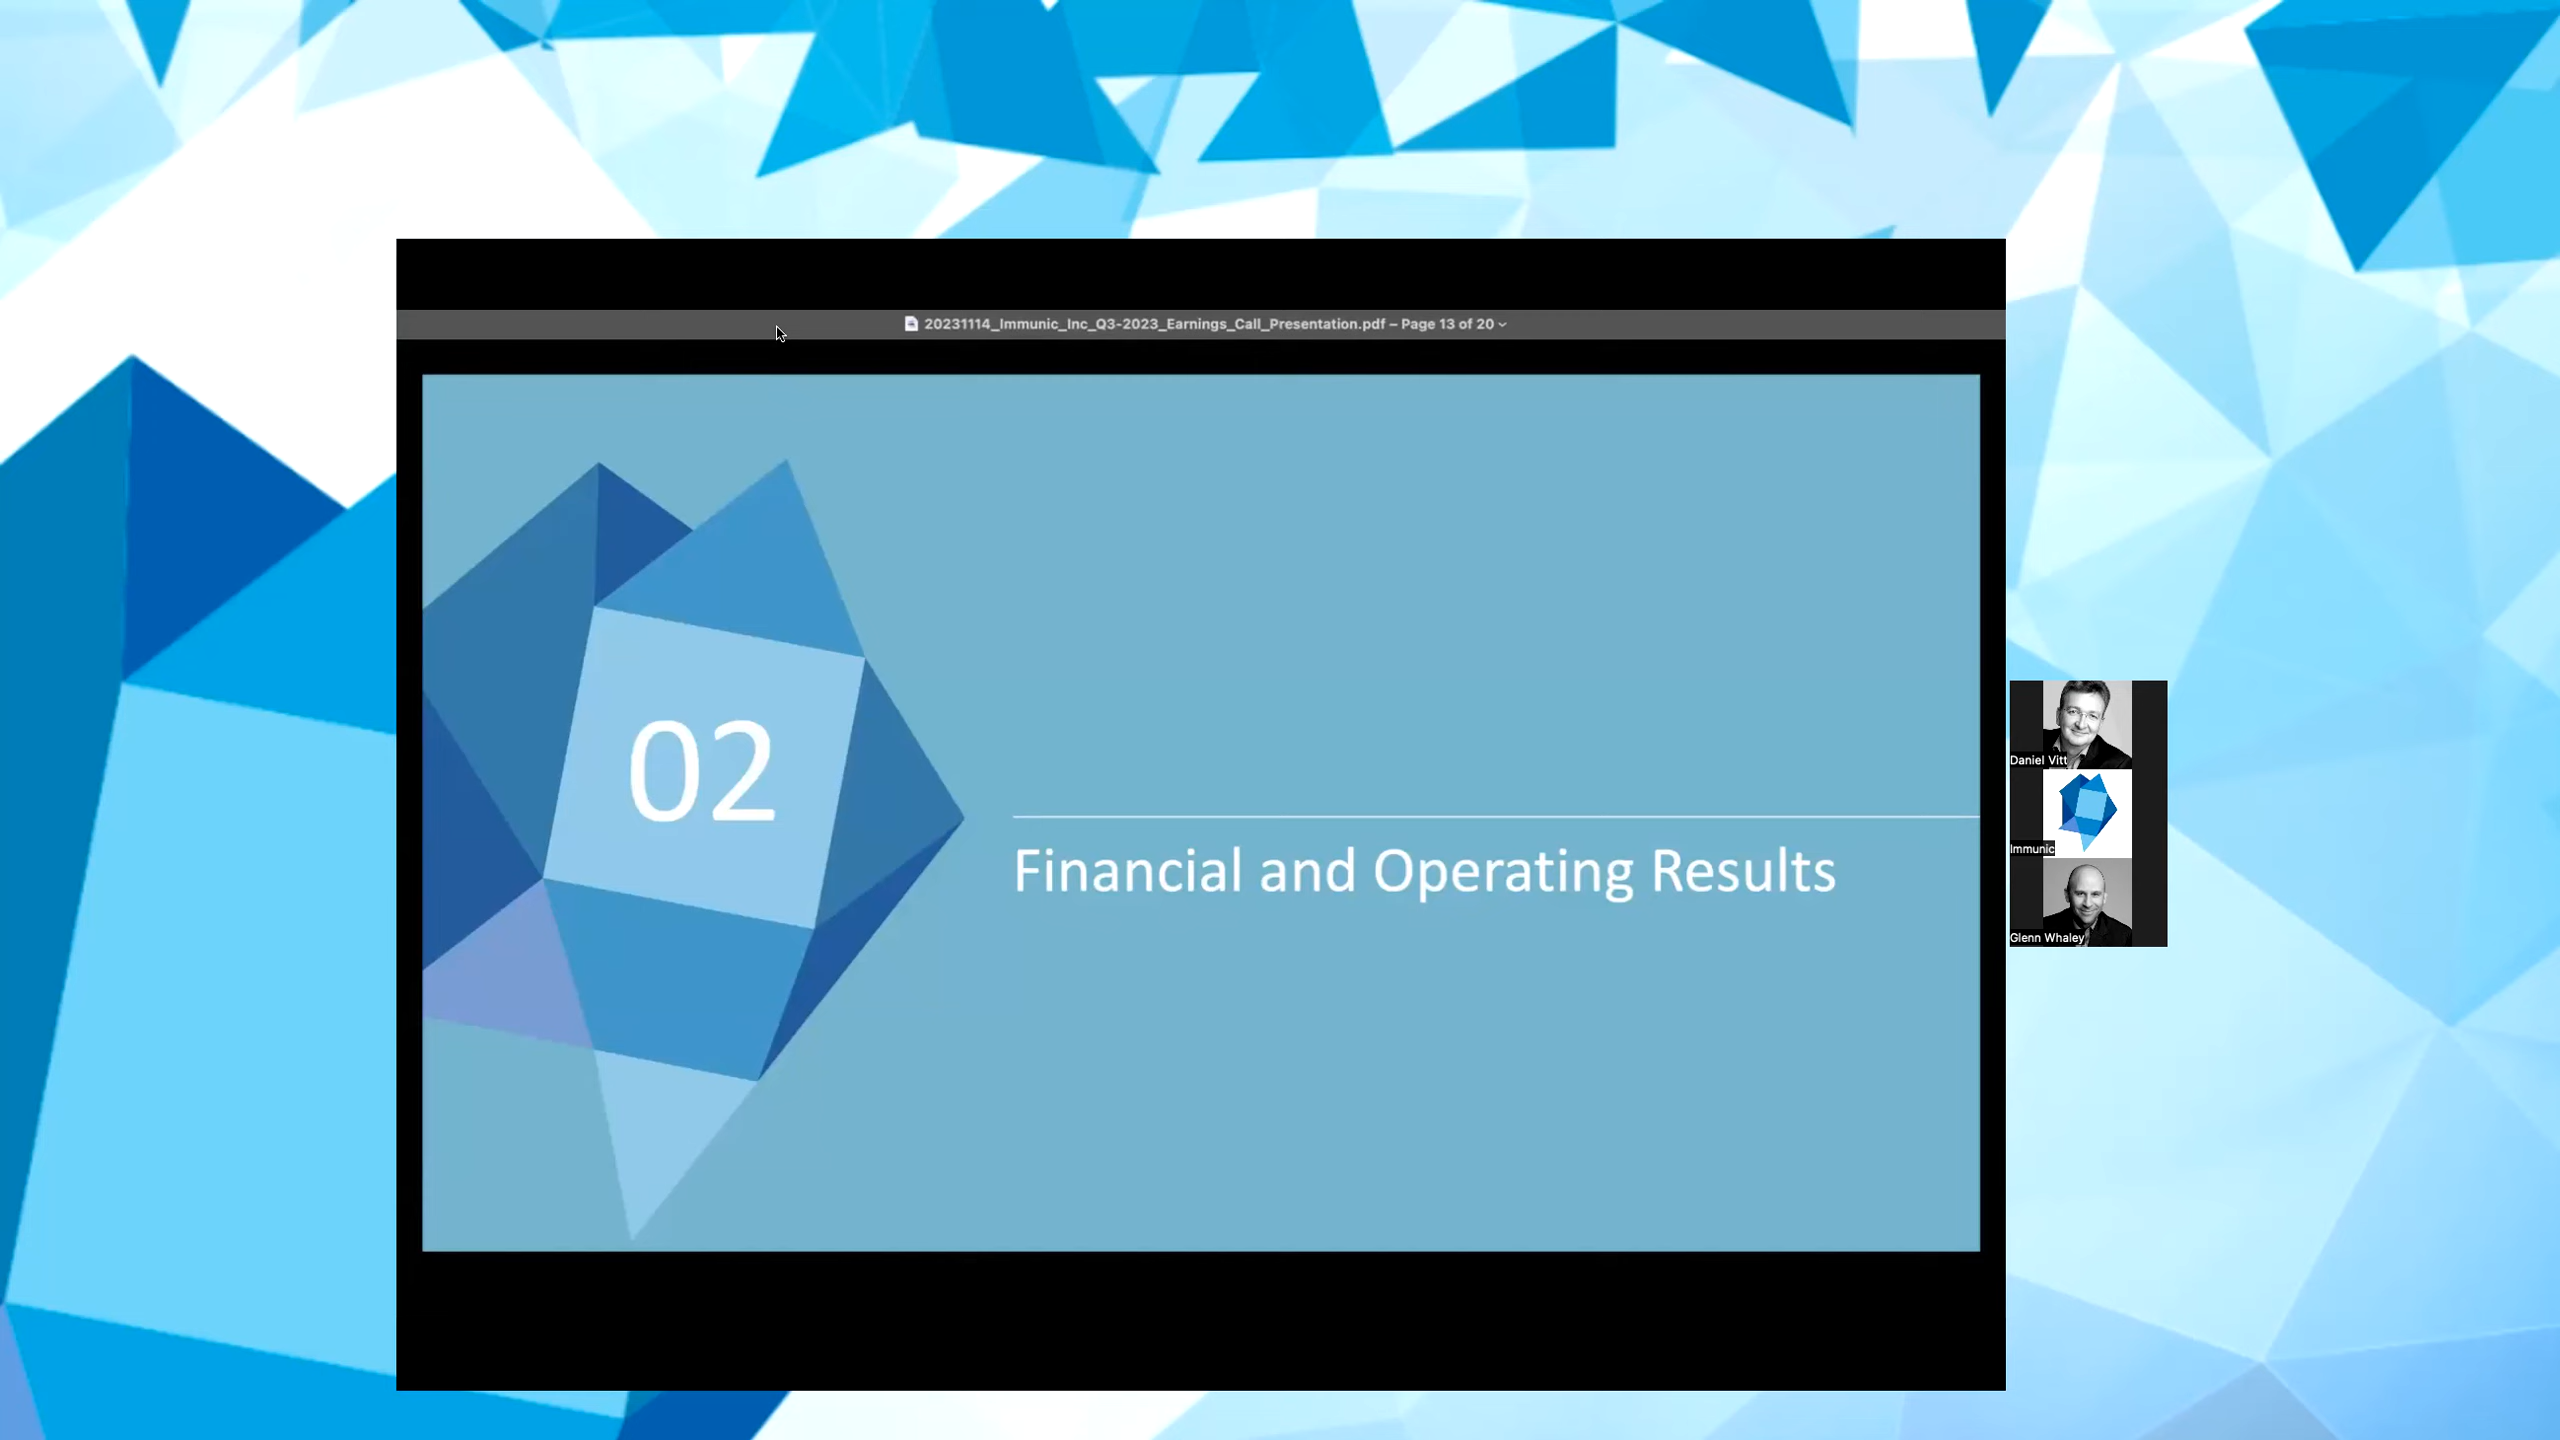 20231114_Immunic_Inc_Q3-2023_Earnings_Call_Presentation.pdf – Page 13 of 20
02
Financial and Operating Results
Daniel Vitt
Immunic
Glenn Whaley